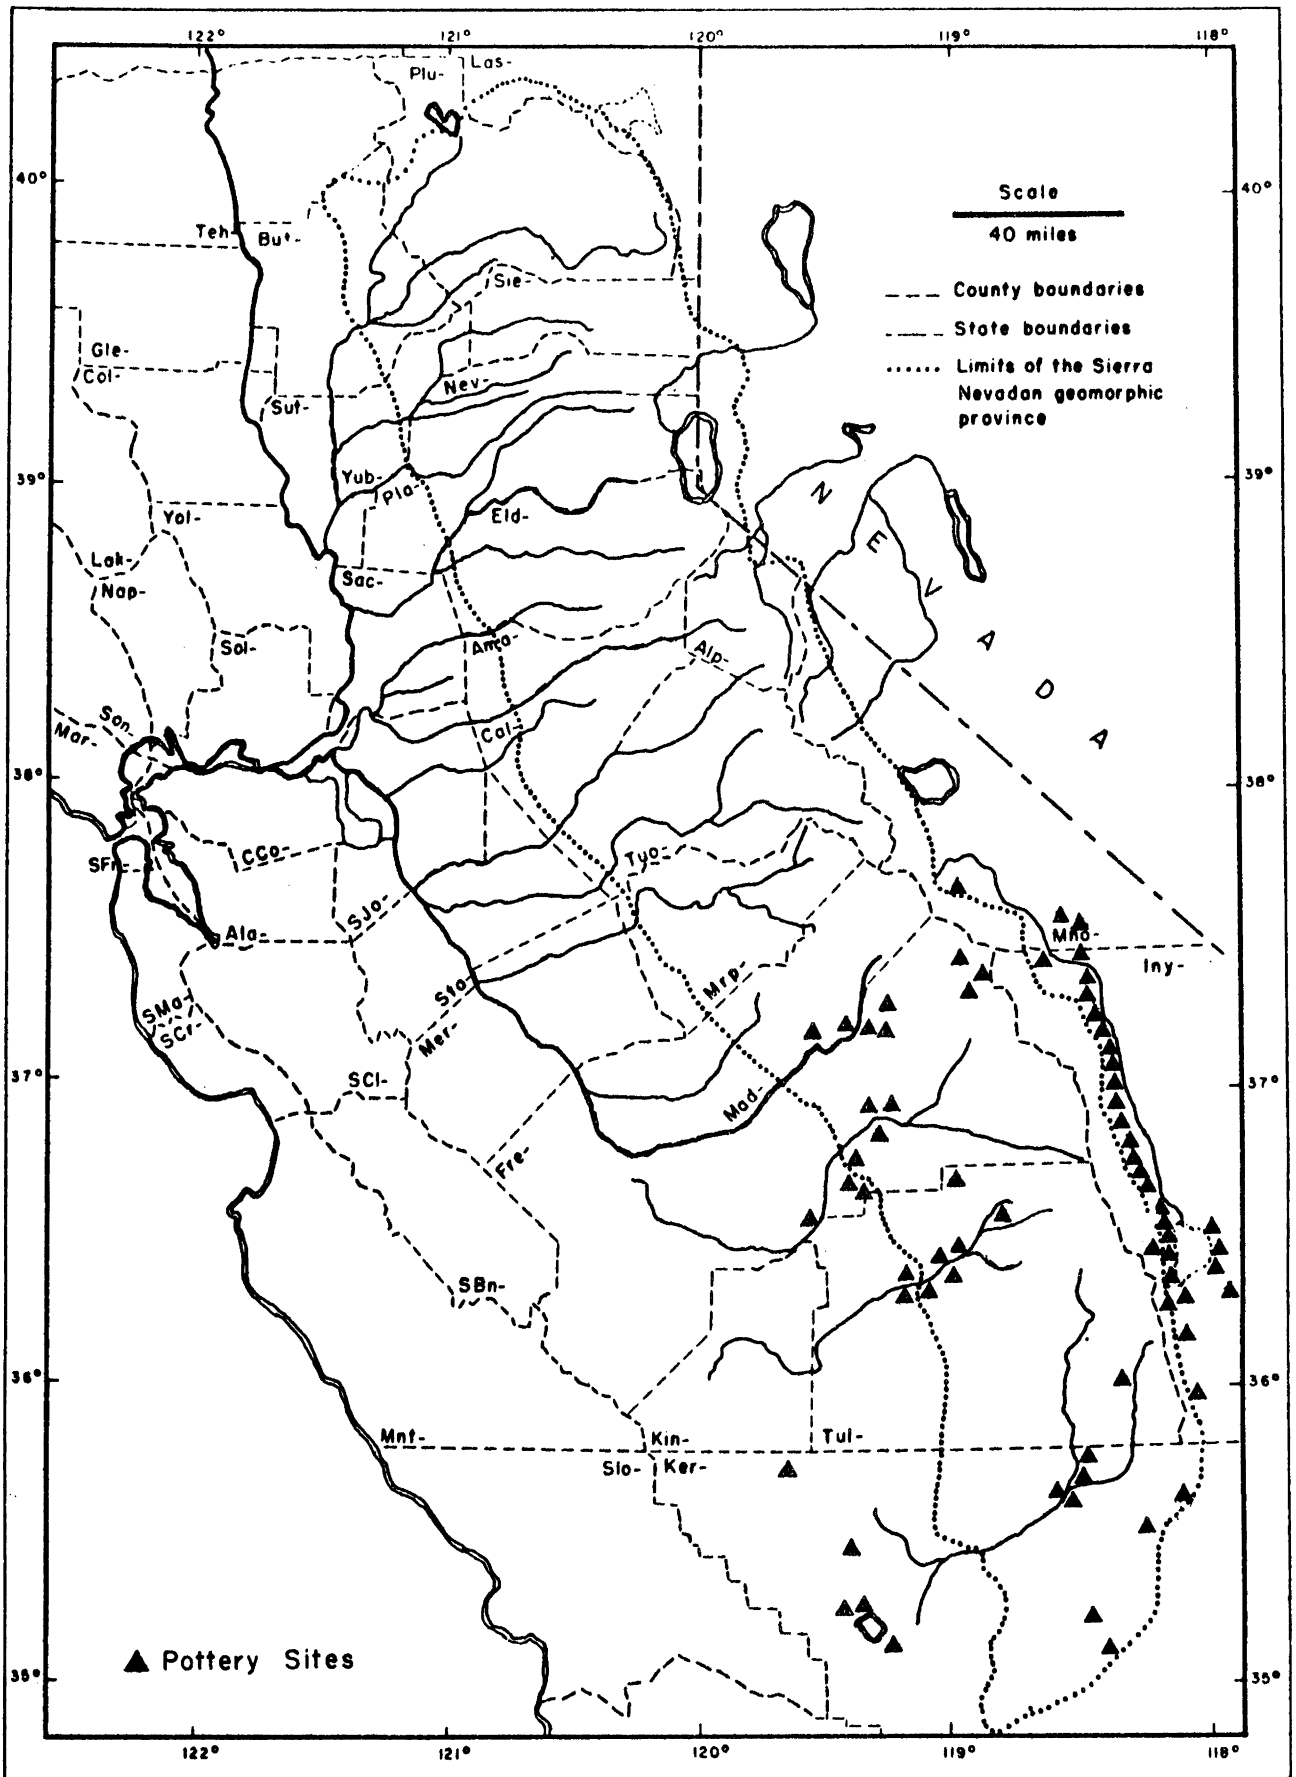 122° 121° 120° 119° 118°
Plu- Las-
40° 40°
Scale
40 miles
Teh- But-
Sie-
County boundaries
State boundaries
Limits of the Sierra
Nevadan geomorphic
province
Gle-
Col-
Nev-
Sut-
39° 39°
Yub-
Pla-
Yol-
Eld-
NEVADA
Lak-
Nap-
Sac-
Sol-
Ama-
Alp-
Son-
Mar-
Cal-
38° 38°
CCo-
Tuo-
SFr-
SJo-
Ala-
Mno-
Iny-
Sta-
Mrp-
SMa-
SCr-
Mer-
37° 37°
SCl-
Mad-
Fre-
SBn-
36° 36°
Mnt- Kin- Tul-
Slo- Ker-
Pottery Sites
35° 35°
122° 121° 120° 119° 118°